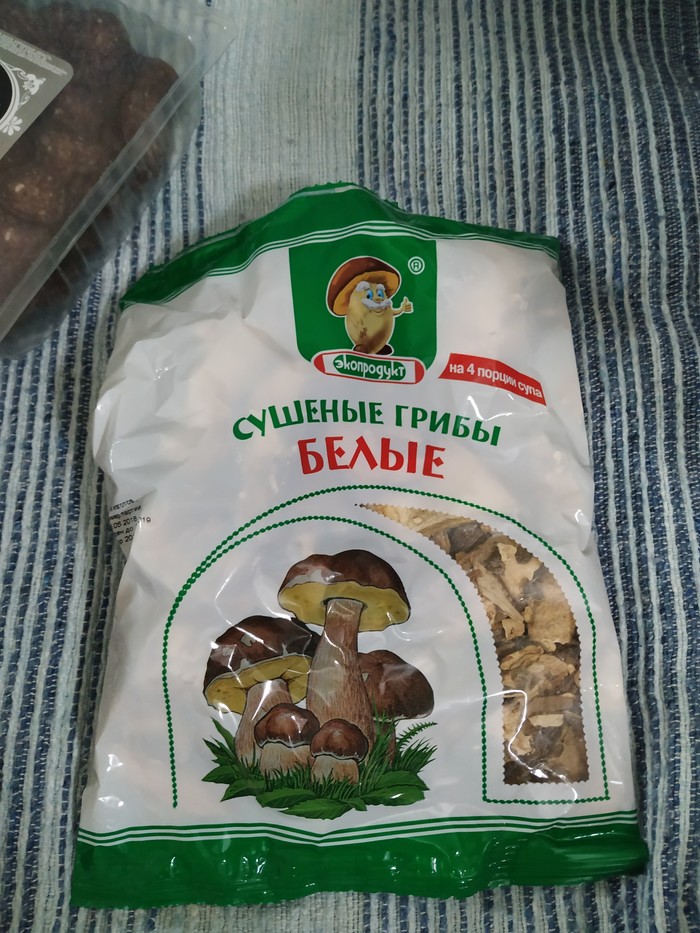 ®
экопродукт
на 4 порции супа
СУШЕНЫЕ ГРИБЫ
БЕЛЫЕ